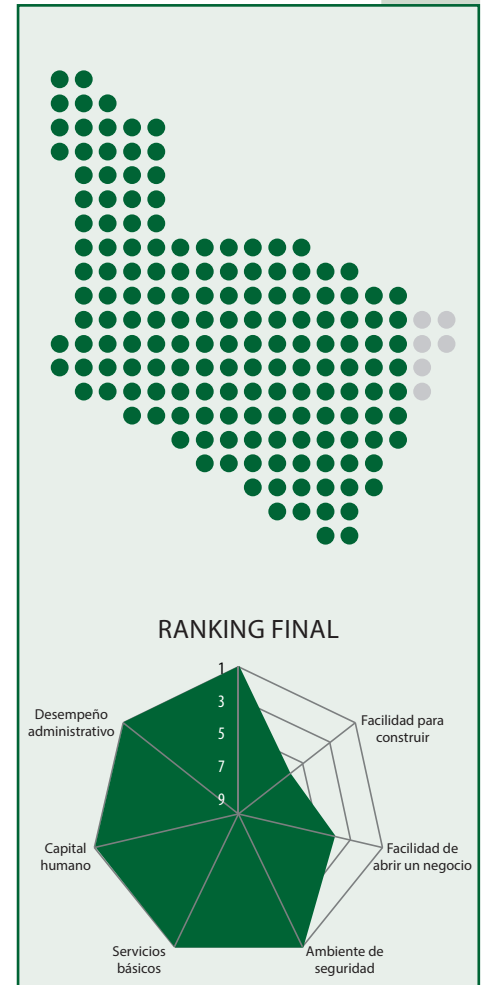 RANKING FINAL
1
3
5
7
9
Desempeño
administrativo
Facilidad para
construir
Capital
humano
Facilidad de
abrir un negocio
Servicios
básicos
Ambiente de
seguridad